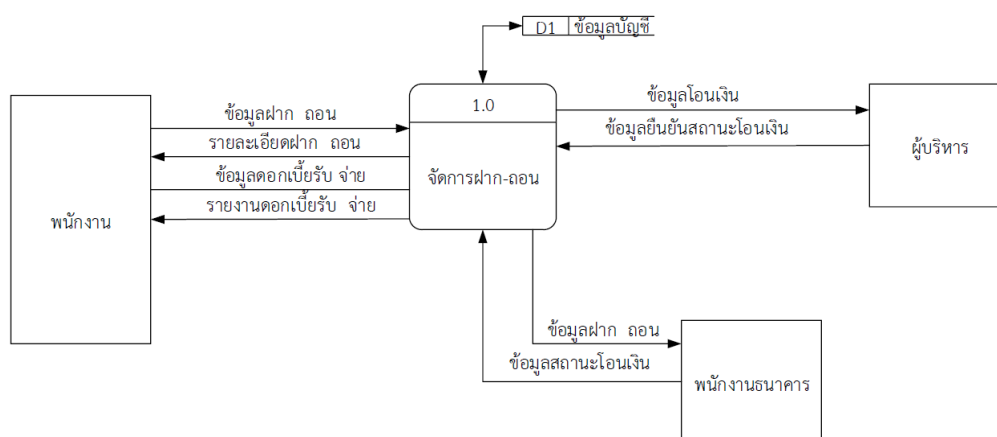 D1 ข้อมูลบัญชี
1.0
จัดการฝาก-ถอน
พนักงาน
ข้อมูลฝาก ถอน
รายละเอียดฝาก ถอน
ข้อมูลดอกเบี้ยรับ จ่าย
รายงานดอกเบี้ยรับ จ่าย
ข้อมูลโอนเงิน
ข้อมูลยืนยันสถานะโอนเงิน
ผู้บริหาร
ข้อมูลฝาก ถอน
ข้อมูลสถานะโอนเงิน
พนักงานธนาคาร